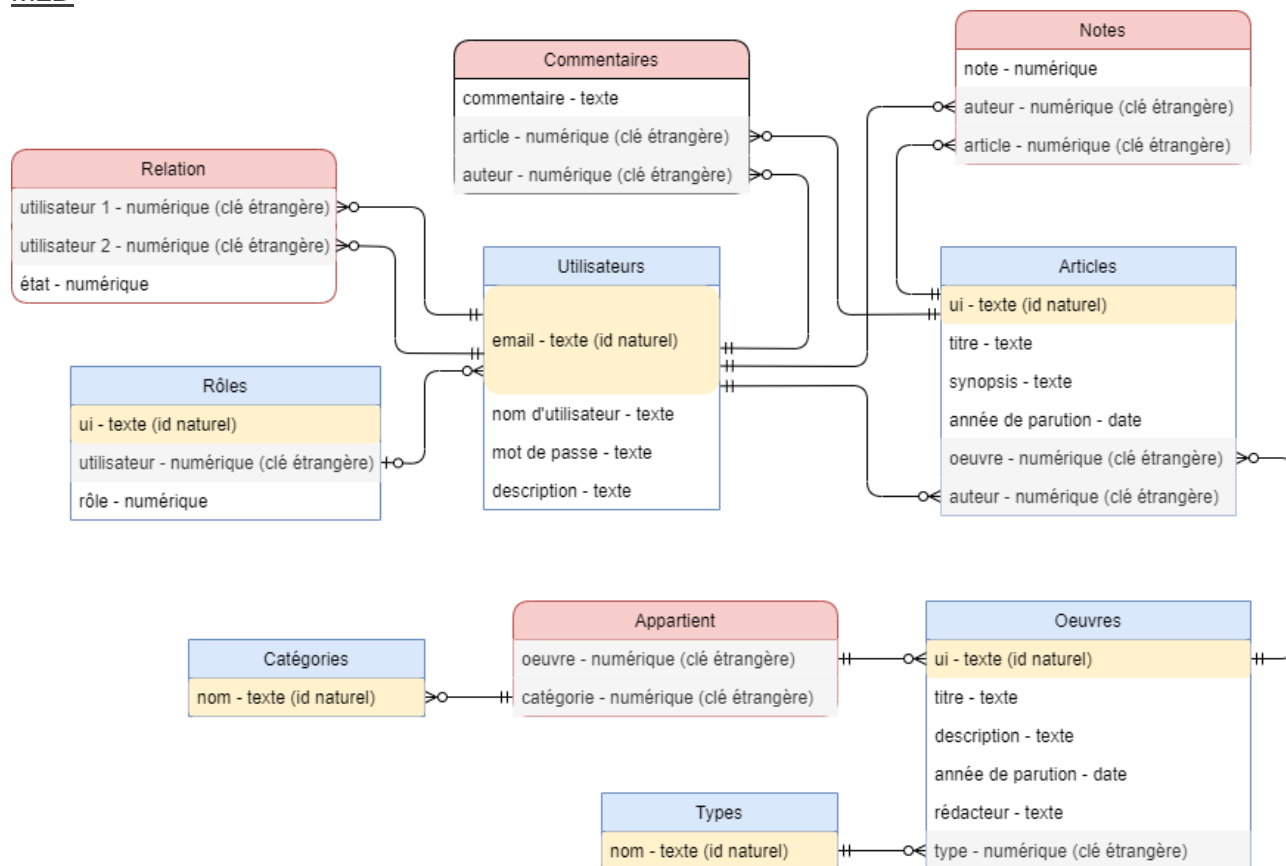 Commentaires
commentaire - texte
article - numérique (clé étrangère)
auteur - numérique (clé étrangère)
Notes
note - numérique
auteur - numérique (clé étrangère)
article - numérique (clé étrangère)
Relation
utilisateur 1 - numérique (clé étrangère)
utilisateur 2 - numérique (clé étrangère)
état - numérique
Utilisateurs
email - texte (id naturel)
nom d'utilisateur - texte
mot de passe - texte
description - texte
Articles
ui - texte (id naturel)
titre - texte
synopsis - texte
année de parution - date
oeuvre - numérique (clé étrangère)
auteur - numérique (clé étrangère)
Rôles
ui - texte (id naturel)
utilisateur - numérique (clé étrangère)
rôle - numérique
Catégories
nom - texte (id naturel)
Appartient
oeuvre - numérique (clé étrangère)
catégorie - numérique (clé étrangère)
Oeuvres
ui - texte (id naturel)
titre - texte
description - texte
année de parution - date
rédacteur - texte
type - numérique (clé étrangère)
Types
nom - texte (id naturel)